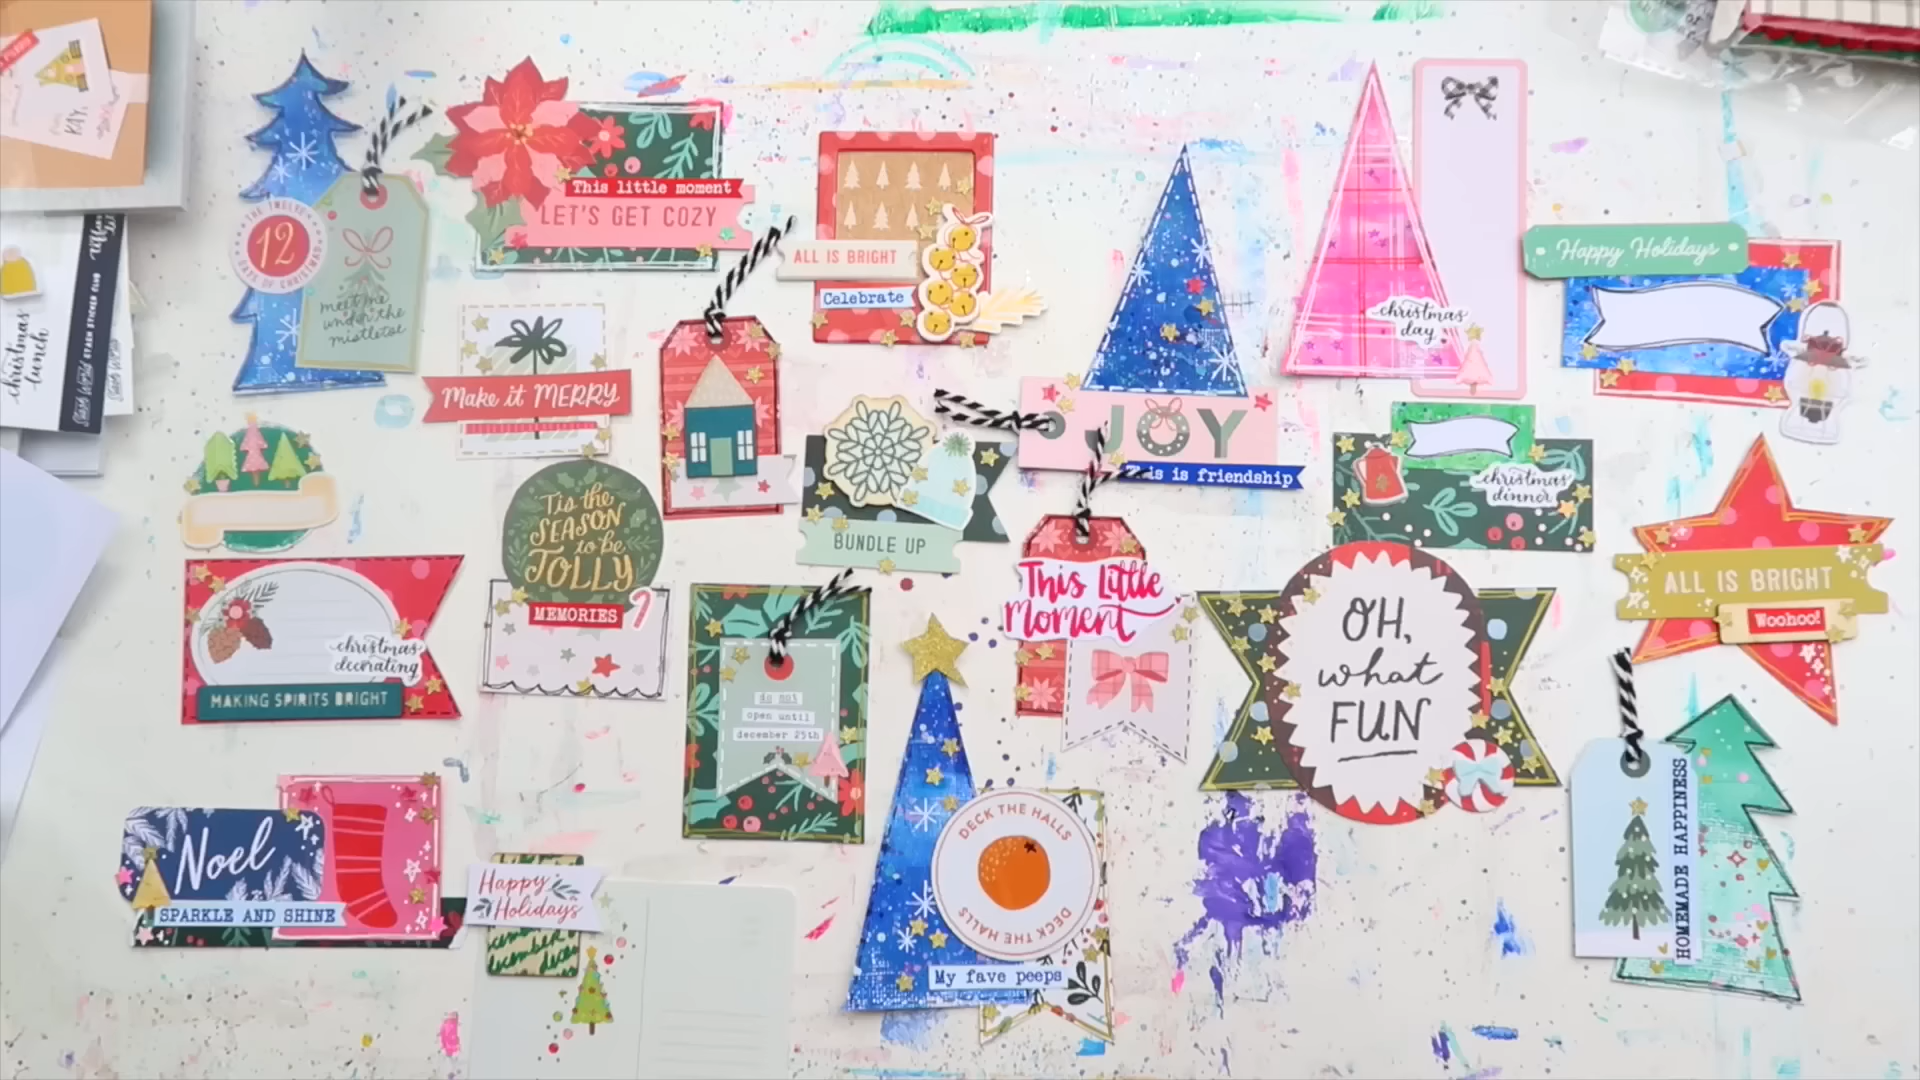 THE TWELVE
12
DAYS OF CHRISTMAS
meet me
under the
mistletoe
This little moment
LET'S GET COZY
ALL IS BRIGHT
Celebrate
christmas
day
Happy Holidays
christmas
lunch
Make it MERRY
JOY
This is friendship
'Tis the
SEASON
to be
JOLLY
MEMORIES
BUNDLE UP
christmas
dinner
This Little
Moment
OH,
what
FUN
ALL IS BRIGHT
Woohoo!
christmas
decorating
MAKING SPIRITS BRIGHT
do not
open until
december 25th
Noel
SPARKLE AND SHINE
Happy
Holidays
december
DECK THE HALLS
DECK THE HALLS
My fave peeps
HOMEMADE HAPPINESS